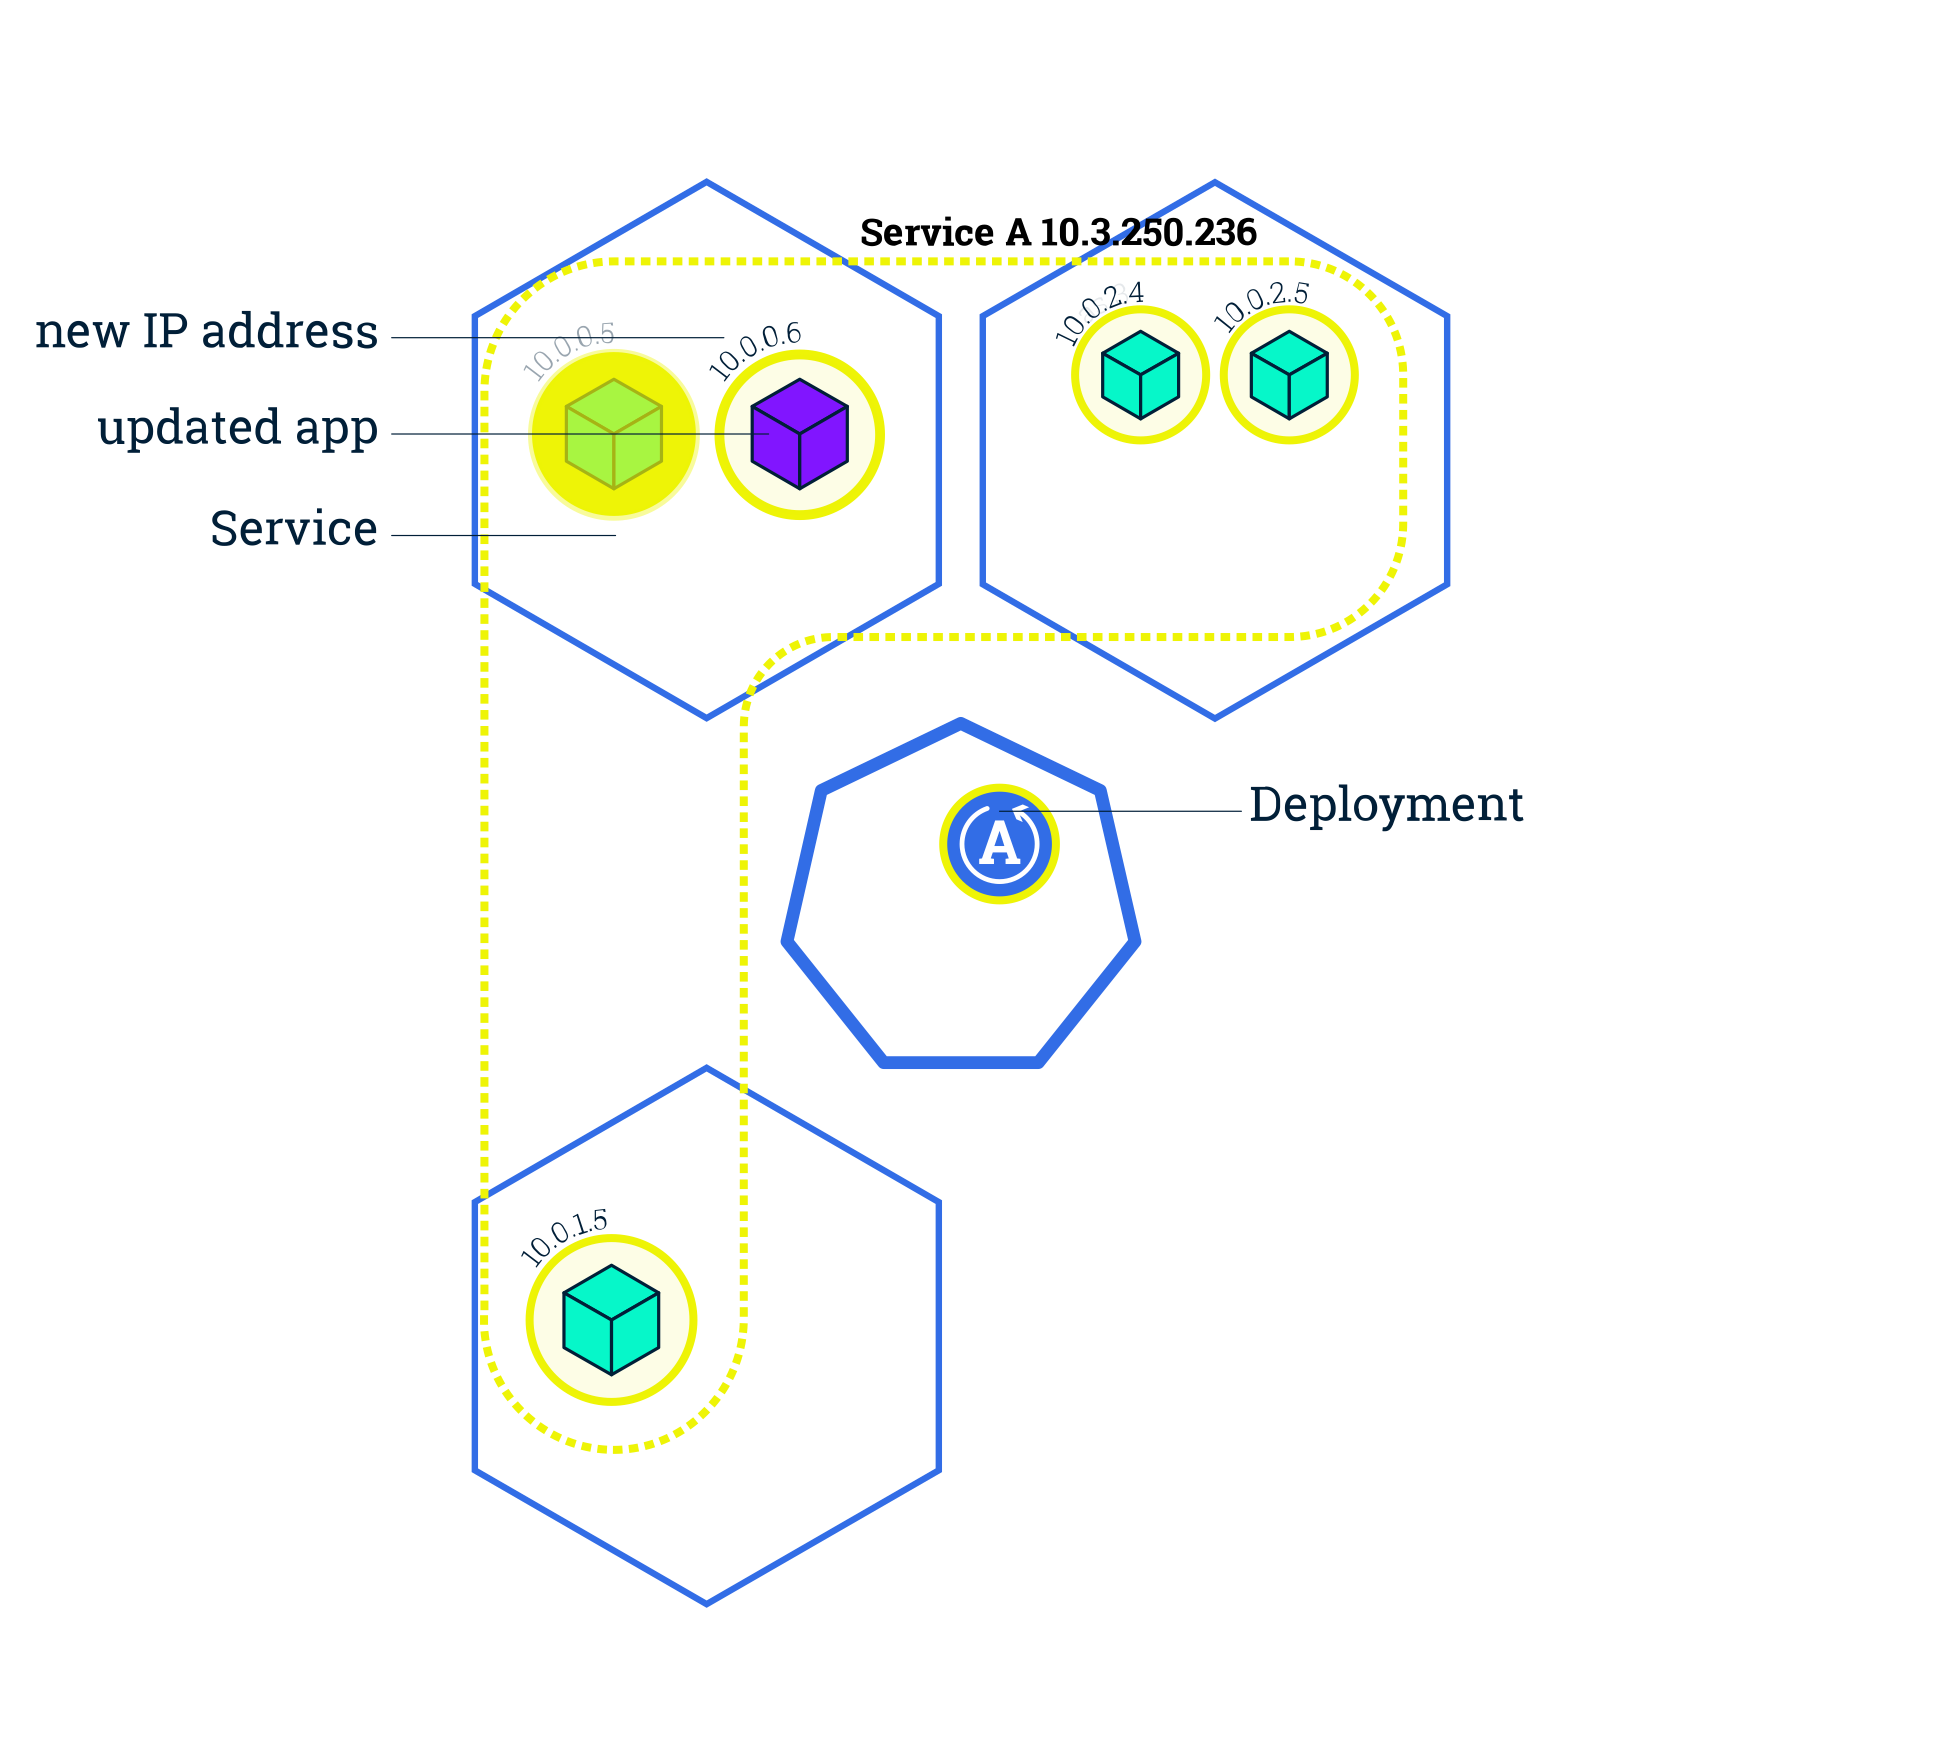 Service A 10.3.250.236
new IP address
10.0.0.5
10.0.0.6
10.0.2.4
10.0.2.5
updated app
Service
A
Deployment
10.0.1.5